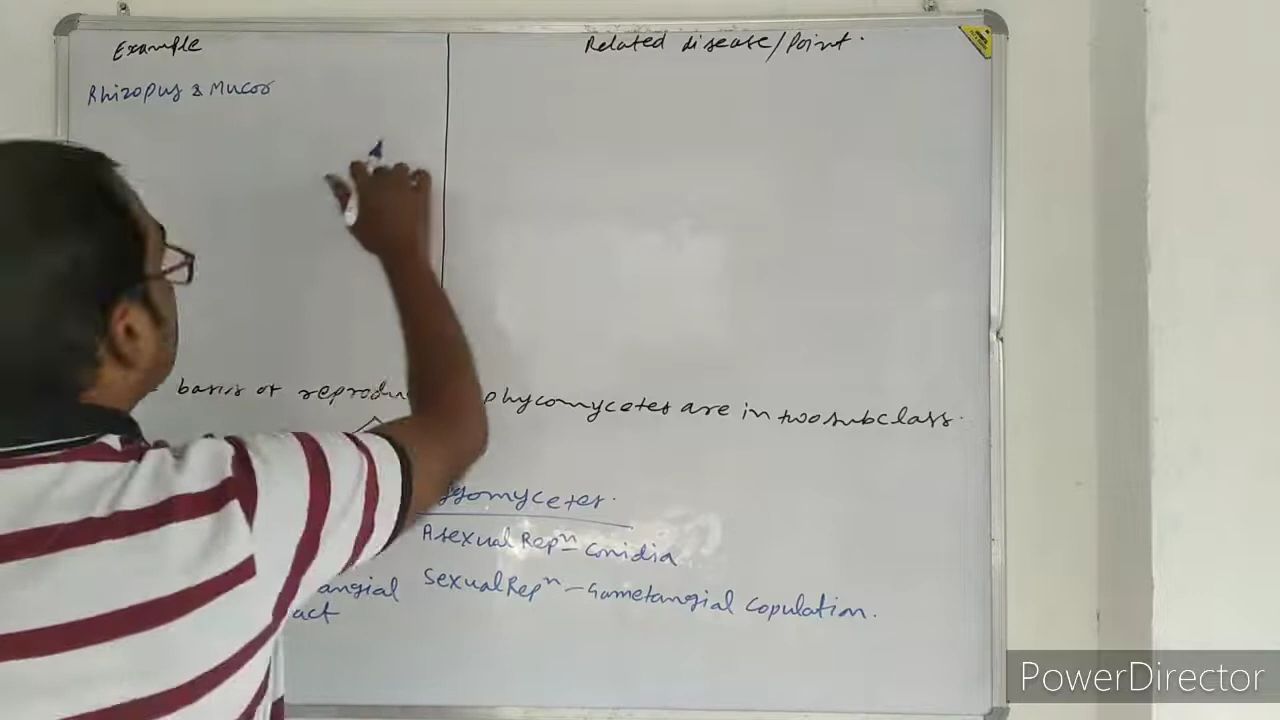 Example
Related disease/Point.
Rhizopus & Mucor
basis of reprodu
phycomycetes are in two subclass.
gomycetes.
Asexual Repn - Conidia
angial
Sexual Repn - Gametangial Copulation.
act
PowerDirector